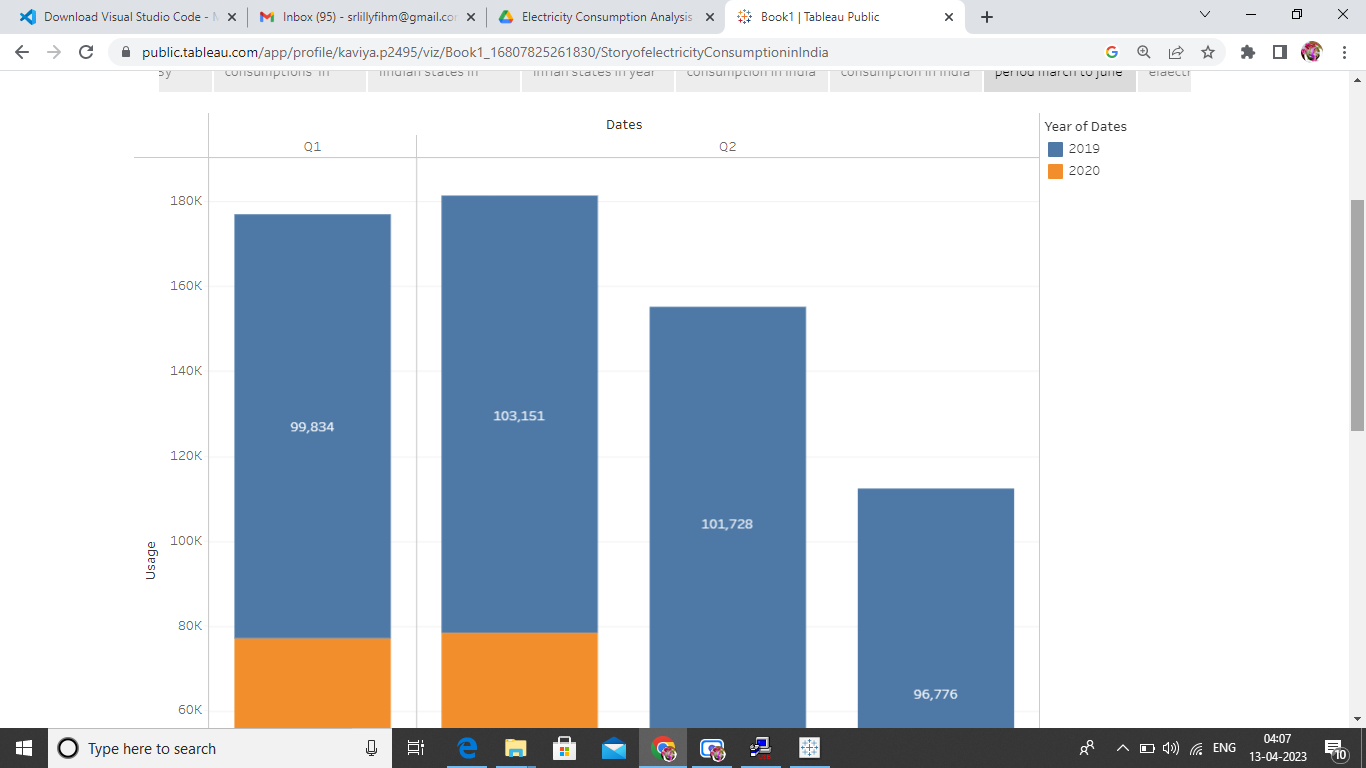 Download Visual Studio Code - M
Inbox (95) - srlillyfihm@gmail.com
Electricity Consumption Analysis
Book1 | Tableau Public
public.tableau.com/app/profile/kaviya.p2495/viz/Book1_16807825261830/StoryofelectricityConsumptioninIndia
consumptions in
indian states in
indian states in year
consumption in India
consumption in India
period march to june
Dates
Q1
Q2
Year of Dates
2019
2020
180K
160K
140K
120K
100K
80K
60K
Usage
99,834
103,151
101,728
96,776
Type here to search
ENG
04:07
13-04-2023
10